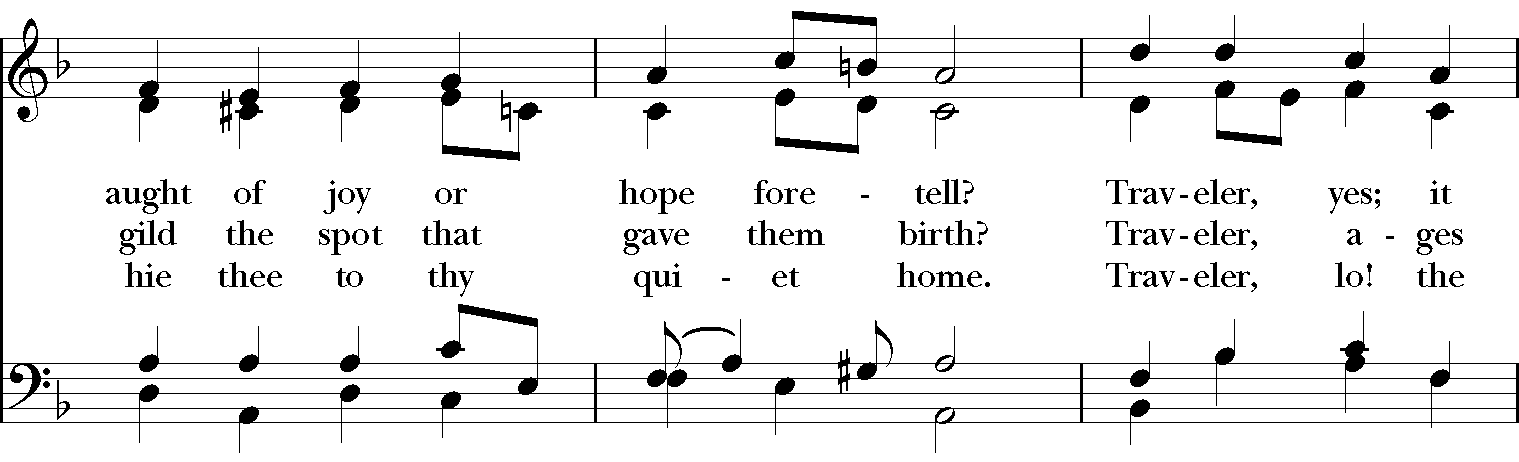 aught of joy or hope fore - tell? Trav - eler, yes; it
gild the spot that gave them birth? Trav - eler, a - ges
hie thee to thy qui - et home. Trav - eler, lo! the